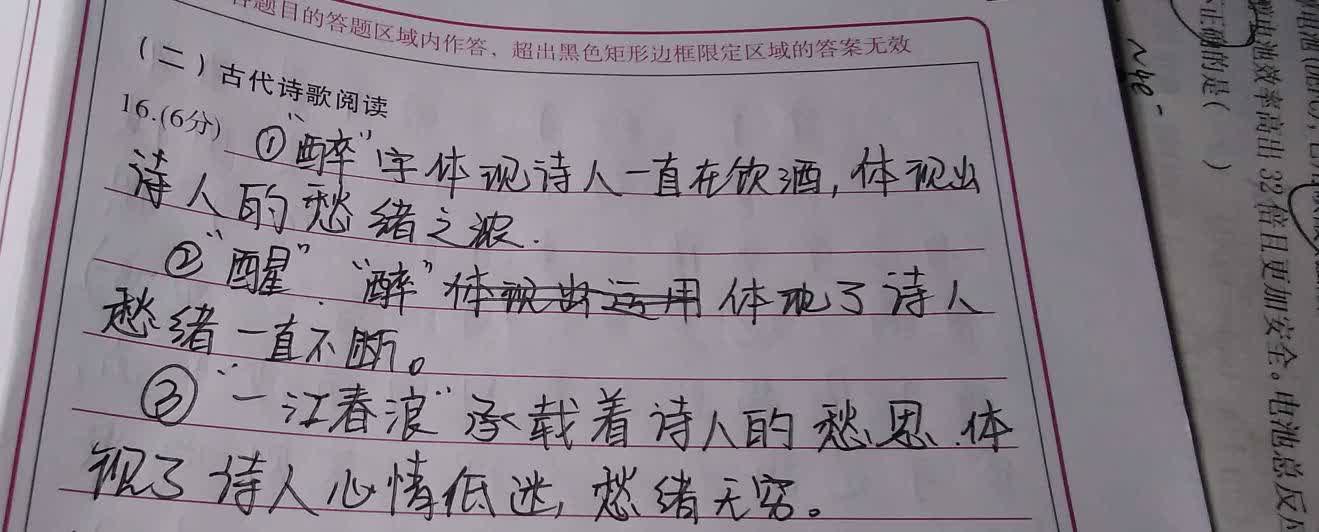 各题目的答题区域内作答，超出黑色矩形边框限定区域的答案无效
（二）古代诗歌阅读
16.(6分) ①“醉”字体现诗人一直在饮酒，体现出
诗人的愁绪之浓.
②“醒”、“醉”体现出运用体现了诗人
愁绪一直不断。
③“一江春浪”承载着诗人的愁思.体
现了诗人心情低迷，愁绪无穷。
正确的是(　　)
电池效率高出 32 倍且更加安全。电池总反